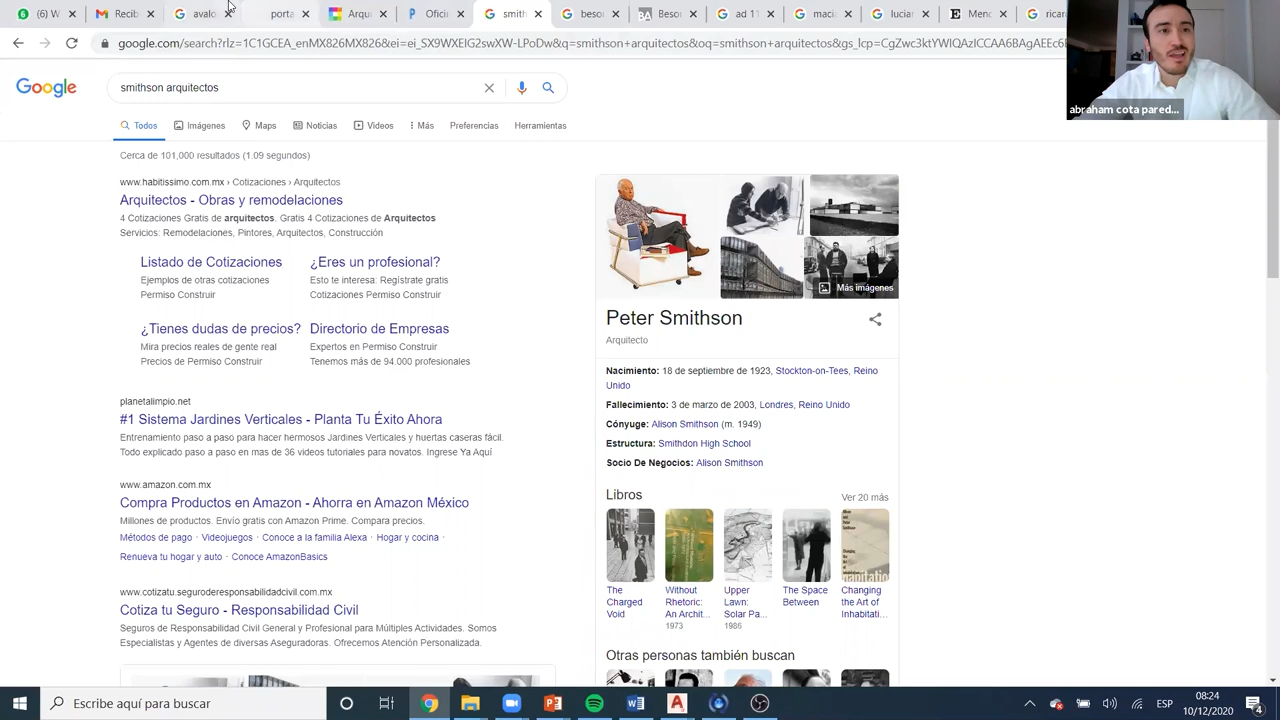 6
W
avalo
porta
A
Ofici
smith
beso
BA
Beso
ad 1
maci
lucian
E
Meno
rica
google.com/search?rlz=1C1GCEA_enMX826MX826&ei=ei_SX9WXEIG2swXW-LPoDw&q=smithson+arquitectos&oq=smithson+arquitectos&gs_lcp=
Google
smithson arquitectos
Todos Imágenes Maps Noticias Videos Más Preferencias Herramientas
abraham cota pared...
Cerca de 101,000 resultados (1.09 segundos)
www.habitissimo.com.mx › Cotizaciones › Arquitectos
Arquitectos - Obras y remodelaciones
4 Cotizaciones Gratis de arquitectos. Gratis 4 Cotizaciones de Arquitectos
Servicios: Remodelaciones, Pintores, Arquitectos, Construcción
Listado de Cotizaciones
Ejemplos de otras cotizaciones
Permiso Construir
¿Eres un profesional?
Esto te interesa: Regístrate gratis
Cotizaciones Permiso Construir
¿Tienes dudas de precios?
Mira precios reales de gente real
Precios de Permiso Construir
Directorio de Empresas
Expertos en Permiso Construir
Tenemos más de 94.000 profesionales
planetalimpio.net
#1 Sistema Jardines Verticales - Planta Tu Éxito Ahora
Entrenamiento paso a paso para hacer hermosos Jardines Verticales y huertas caseras fácil.
Todo explicado paso a paso en mas de 36 videos tutoriales para novatos. Ingrese Ya Aquí
www.amazon.com.mx
Compra Productos en Amazon - Ahorra en Amazon México
Millones de productos. Envío gratis con Amazon Prime. Compara precios.
Métodos de pago · Videojuegos · Conoce a la familia Alexa · Hogar y cocina ·
Renueva tu hogar y auto · Conoce AmazonBasics
www.cotizatu.seguroderesponsabilidadcivil.com.mx
Cotiza tu Seguro - Responsabilidad Civil
Seguros Responsabilidad Civil General y Profesional para Múltiples Actividades. Somos
Especialistas y Agentes de diversas Aseguradoras. Ofrecemos Atención Personalizada.
Más imágenes
Peter Smithson
Arquitecto
Nacimiento: 18 de septiembre de 1923, Stockton-on-Tees, Reino
Unido
Fallecimiento: 3 de marzo de 2003, Londres, Reino Unido
Cónyuge: Alison Smithson (m. 1949)
Estructura: Smithdon High School
Socio De Negocios: Alison Smithson
Libros
Ver 20 más
The
Charged
Void
Without
Rhetoric:
An Archit...
1973
Upper
Lawn:
Solar Pa...
1986
The Space
Between
Changing
the Art of
Inhabitati...
Otras personas también buscan
Escribe aquí para buscar
ESP
08:24
10/12/2020
4